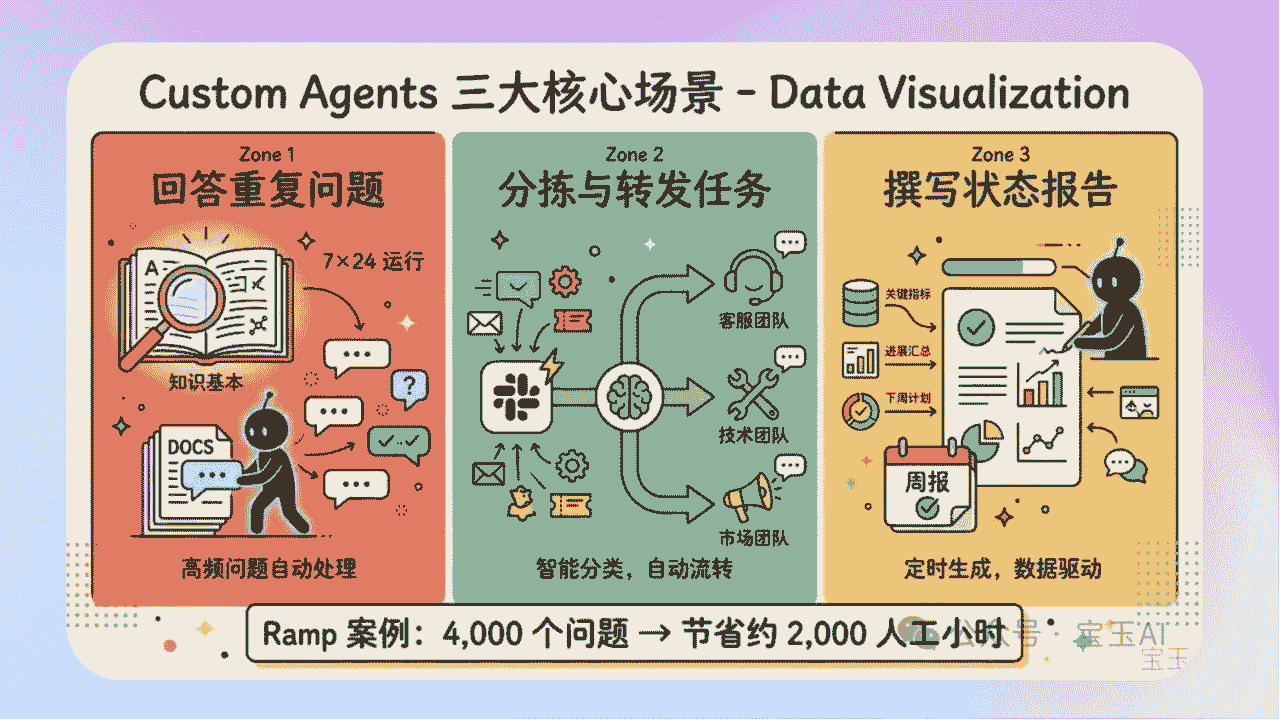 Custom Agents 三大核心场景 - Data Visualization
Zone 1
回答重复问题
A
7×24 运行
知识基本
?
DOCS
高频问题自动处理
Zone 2
分拣与转发任务
客服团队
技术团队
市场团队
智能分类，自动流转
Zone 3
撰写状态报告
关键指标
进展汇总
下周计划
周报
定时生成，数据驱动
Ramp 案例：4,000 个问题 → 节省约 2,000 人工小时
公众号 · 宝玉AI
宝玉